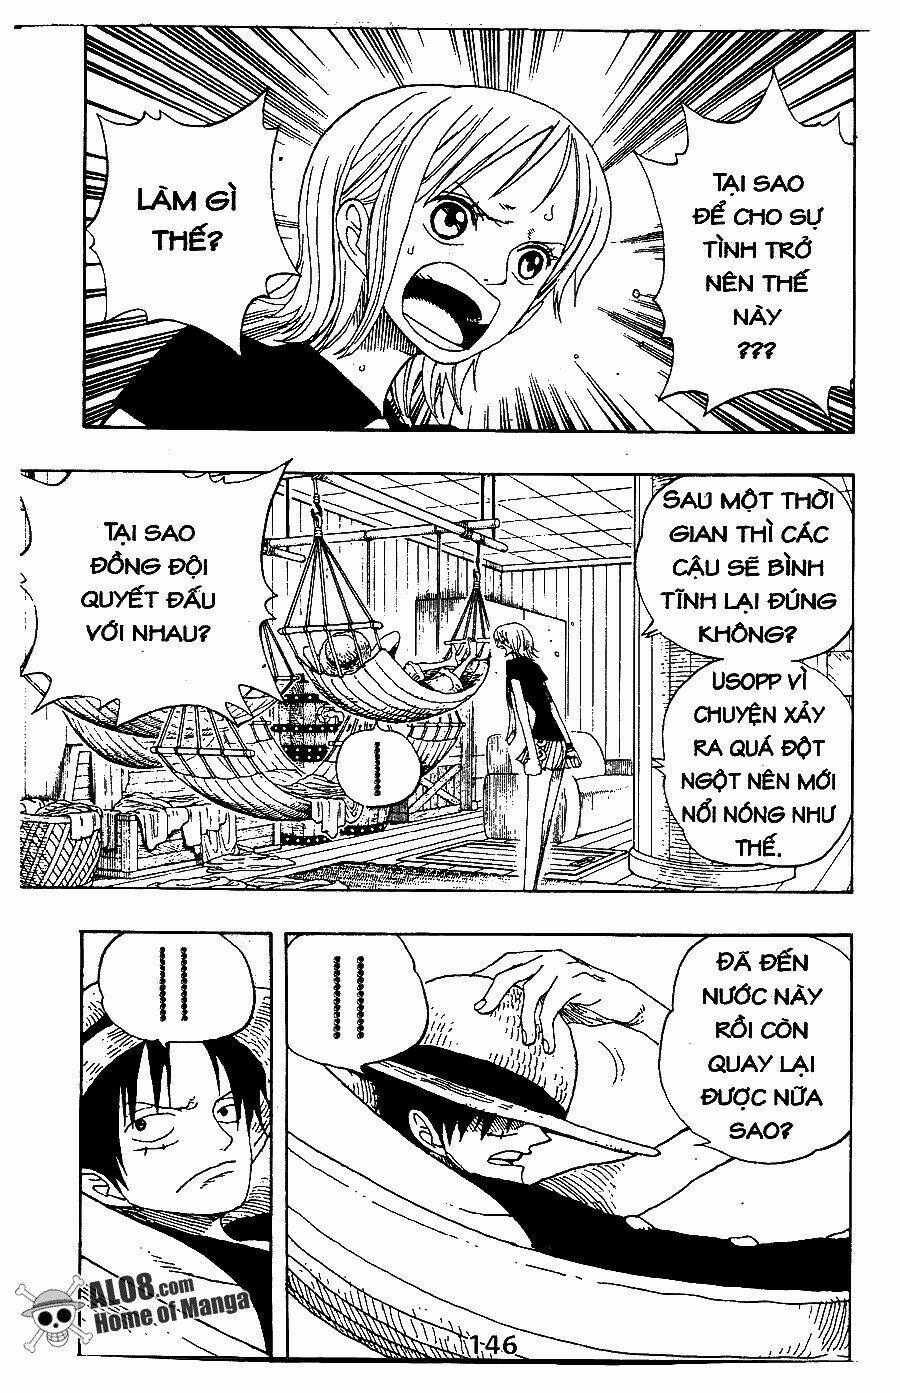 TẠI SAO
ĐỂ CHO SỰ
TÌNH TRỞ
NÊN THẾ
NÀY
???
LÀM GÌ
THẾ?
SAU MỘT THỜI
GIAN THÌ CÁC
CẬU SẼ BÌNH
TĨNH LẠI ĐÚNG
KHÔNG?
USOPP VÌ
CHUYỆN XẢY
RA QUÁ ĐỘT
NGỘT NÊN MỚI
NỔI NÓNG NHƯ
THẾ.
TẠI SAO
ĐỒNG ĐỘI
QUYẾT ĐẤU
VỚI NHAU?
ĐÃ ĐẾN
NƯỚC NÀY
RỒI CÒN
QUAY LẠI
ĐƯỢC NỮA
SAO?
AL08.com
Home of Manga
146